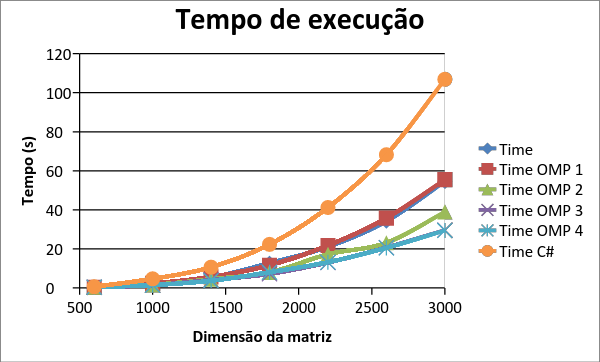 Tempo de execução
120
100
80
60
40
20
0
500
1000
1500
2000
2500
3000
Tempo (s)
Dimensão da matriz
Time
Time OMP 1
Time OMP 2
Time OMP 3
Time OMP 4
Time C#